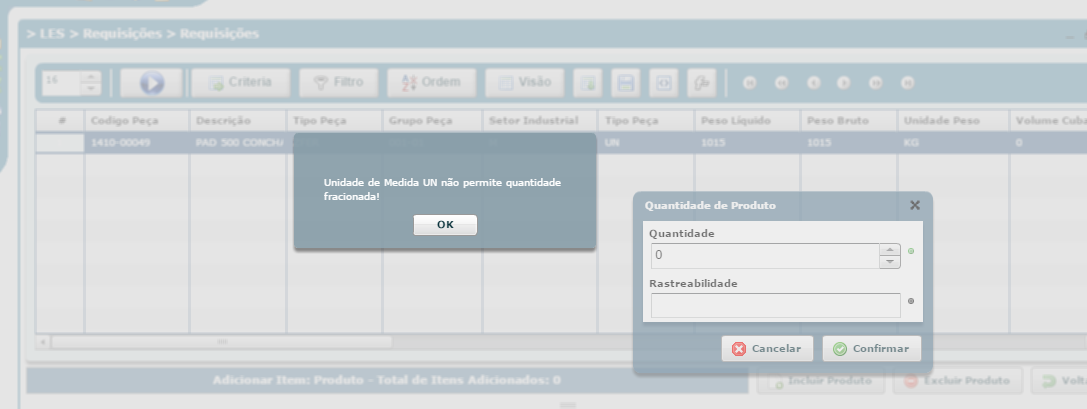 > LES > Requisições > Requisições
16
Criteria
Filtro
Ordem
Visão
# Codigo Peça Descrição Tipo Peça Grupo Peça Setor Industrial Tipo Peça Peso Liquido Peso Bruto Unidade Peso Volume Cuba
1410-00049 PAD 500 CONCHA UN 1015 1015 KG 0
Unidade de Medida UN não permite quantidade
fracionada!
OK
Quantidade de Produto
Quantidade
0
Rastreabilidade
Cancelar
Confirmar
Adicionar Item: Produto - Total de Itens Adicionados: 0
Incluir Produto
Excluir Produto
Volt